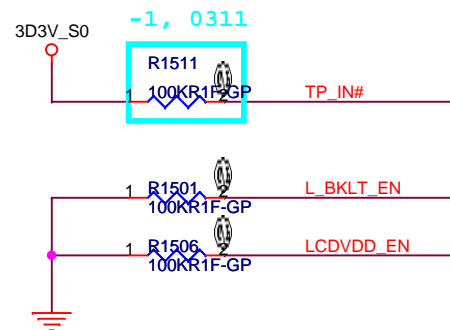 -1, 0311
3D3V_S0
R1511
1 100KR1F-GP 2 TP_IN#
1 R1501 2 L_BKLT_EN
100KR1F-GP
1 R1506 2 LCDVDD_EN
100KR1F-GP